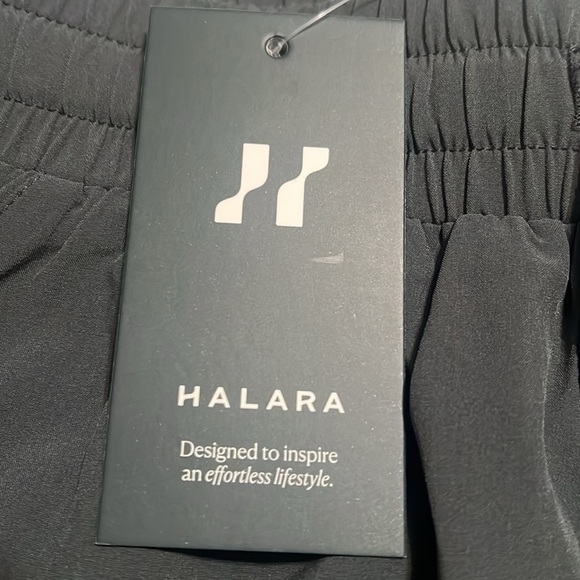 HALARA
Designed to inspire
an effortless lifestyle.